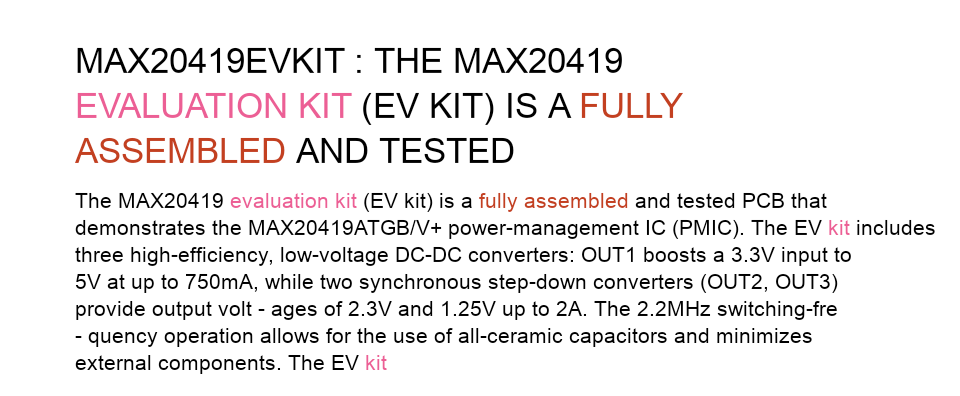 MAX20419EVKIT : THE MAX20419
EVALUATION KIT (EV KIT) IS A FULLY
ASSEMBLED AND TESTED
The MAX20419 evaluation kit (EV kit) is a fully assembled and tested PCB that
demonstrates the MAX20419ATGB/V+ power-management IC (PMIC). The EV kit includes
three high-efficiency, low-voltage DC-DC converters: OUT1 boosts a 3.3V input to
5V at up to 750mA, while two synchronous step-down converters (OUT2, OUT3)
provide output volt - ages of 2.3V and 1.25V up to 2A. The 2.2MHz switching-fre
- quency operation allows for the use of all-ceramic capacitors and minimizes
external components. The EV kit